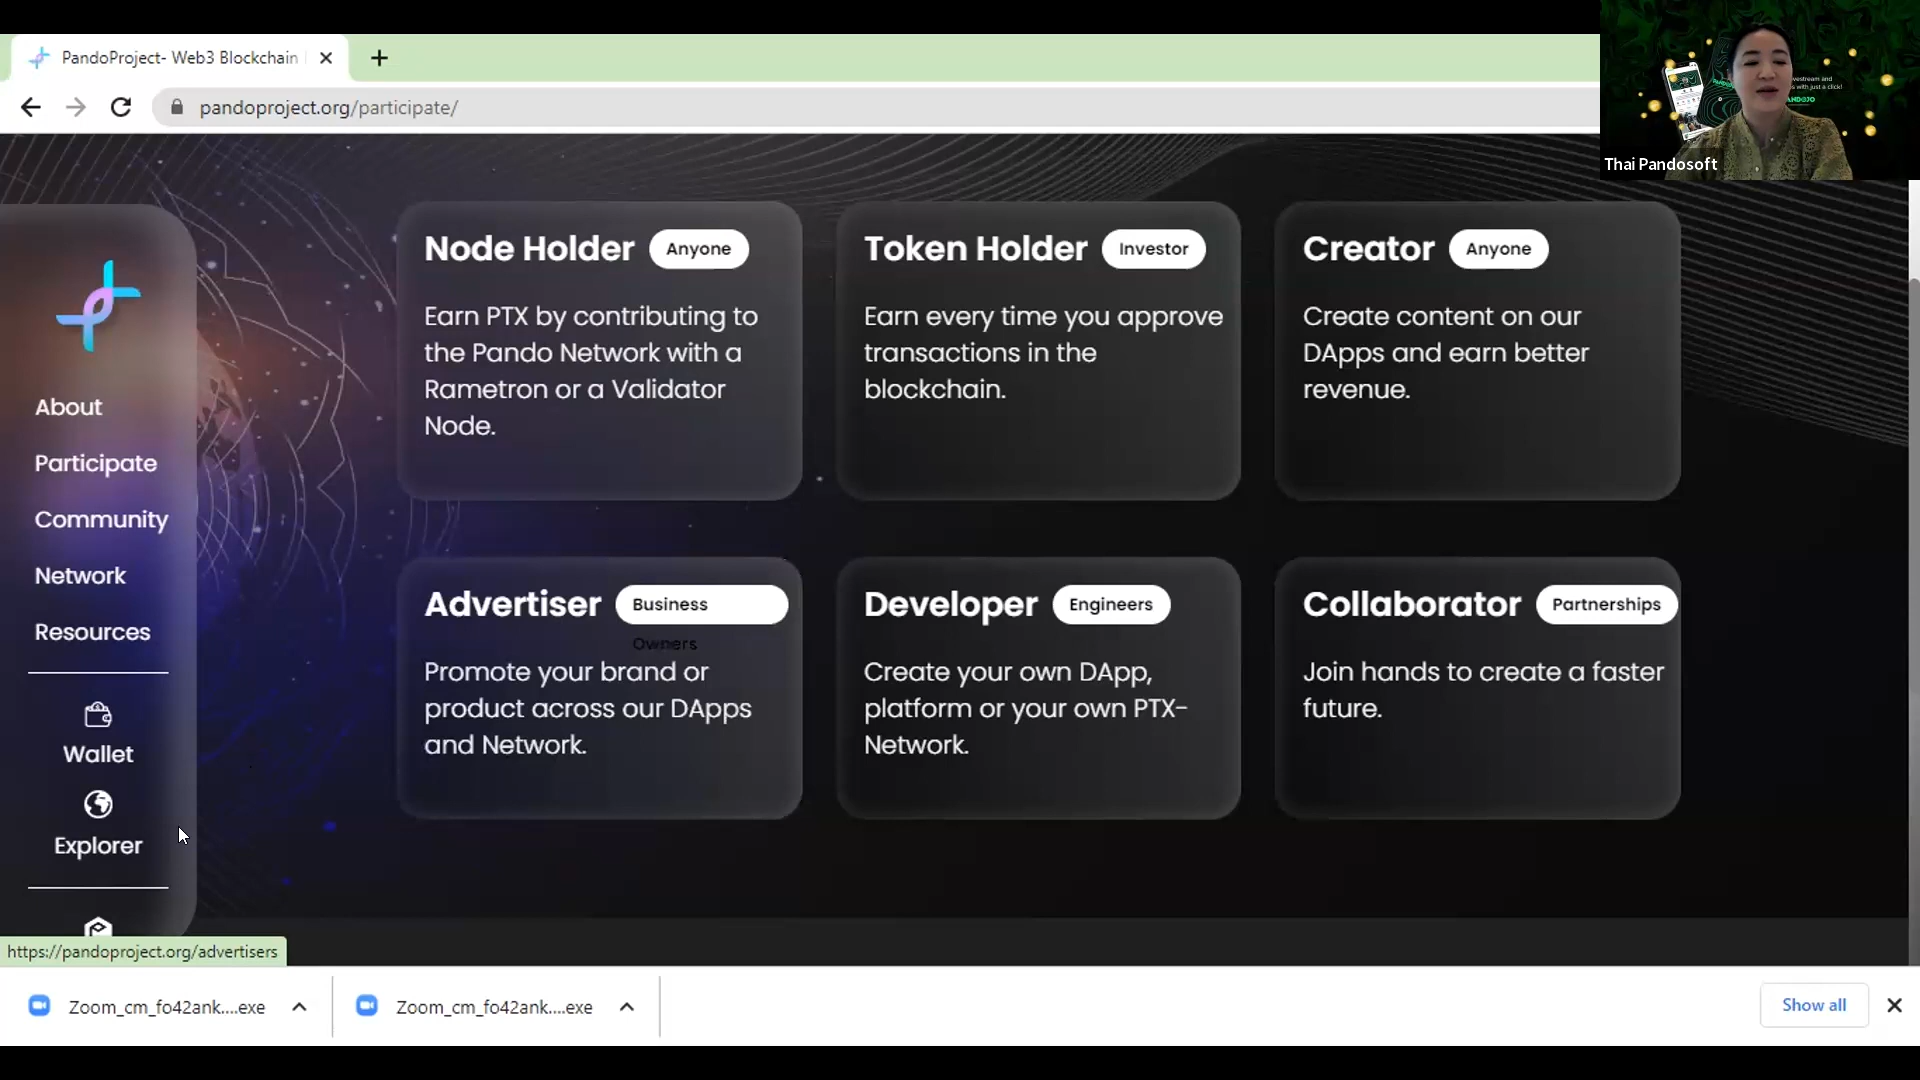 PandoProject- Web3 Blockchain
pandoproject.org/participate/
vestream and
s with just a click!
Thai Pandosoft
About
Participate
Community
Network
Resources
Wallet
Explorer
Node Holder Anyone
Earn PTX by contributing to
the Pando Network with a
Rametron or a Validator
Node.
Token Holder Investor
Earn every time you approve
transactions in the
blockchain.
Creator Anyone
Create content on our
DApps and earn better
revenue.
Advertiser Business
Owners
Promote your brand or
product across our DApps
and Network.
Developer Engineers
Create your own DApp,
platform or your own PTX-
Network.
Collaborator Partnerships
Join hands to create a faster
future.
https://pandoproject.org/advertisers
Zoom_cm_fo42ank....exe
Zoom_cm_fo42ank....exe
Show all